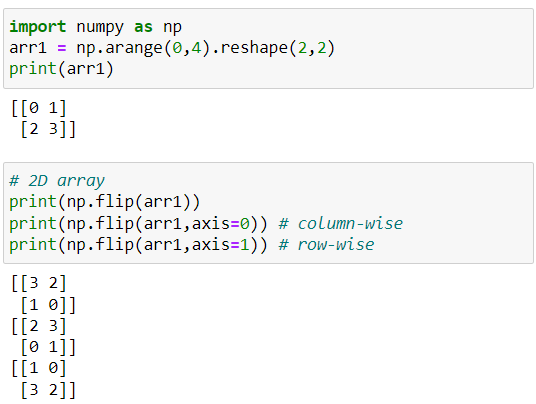 import numpy as np
arr1 = np.arange(0,4).reshape(2,2)
print(arr1)
[[0 1]
 [2 3]]
# 2D array
print(np.flip(arr1))
print(np.flip(arr1,axis=0)) # column-wise
print(np.flip(arr1,axis=1)) # row-wise
[[3 2]
 [1 0]]
[[2 3]
 [0 1]]
[[1 0]
 [3 2]]